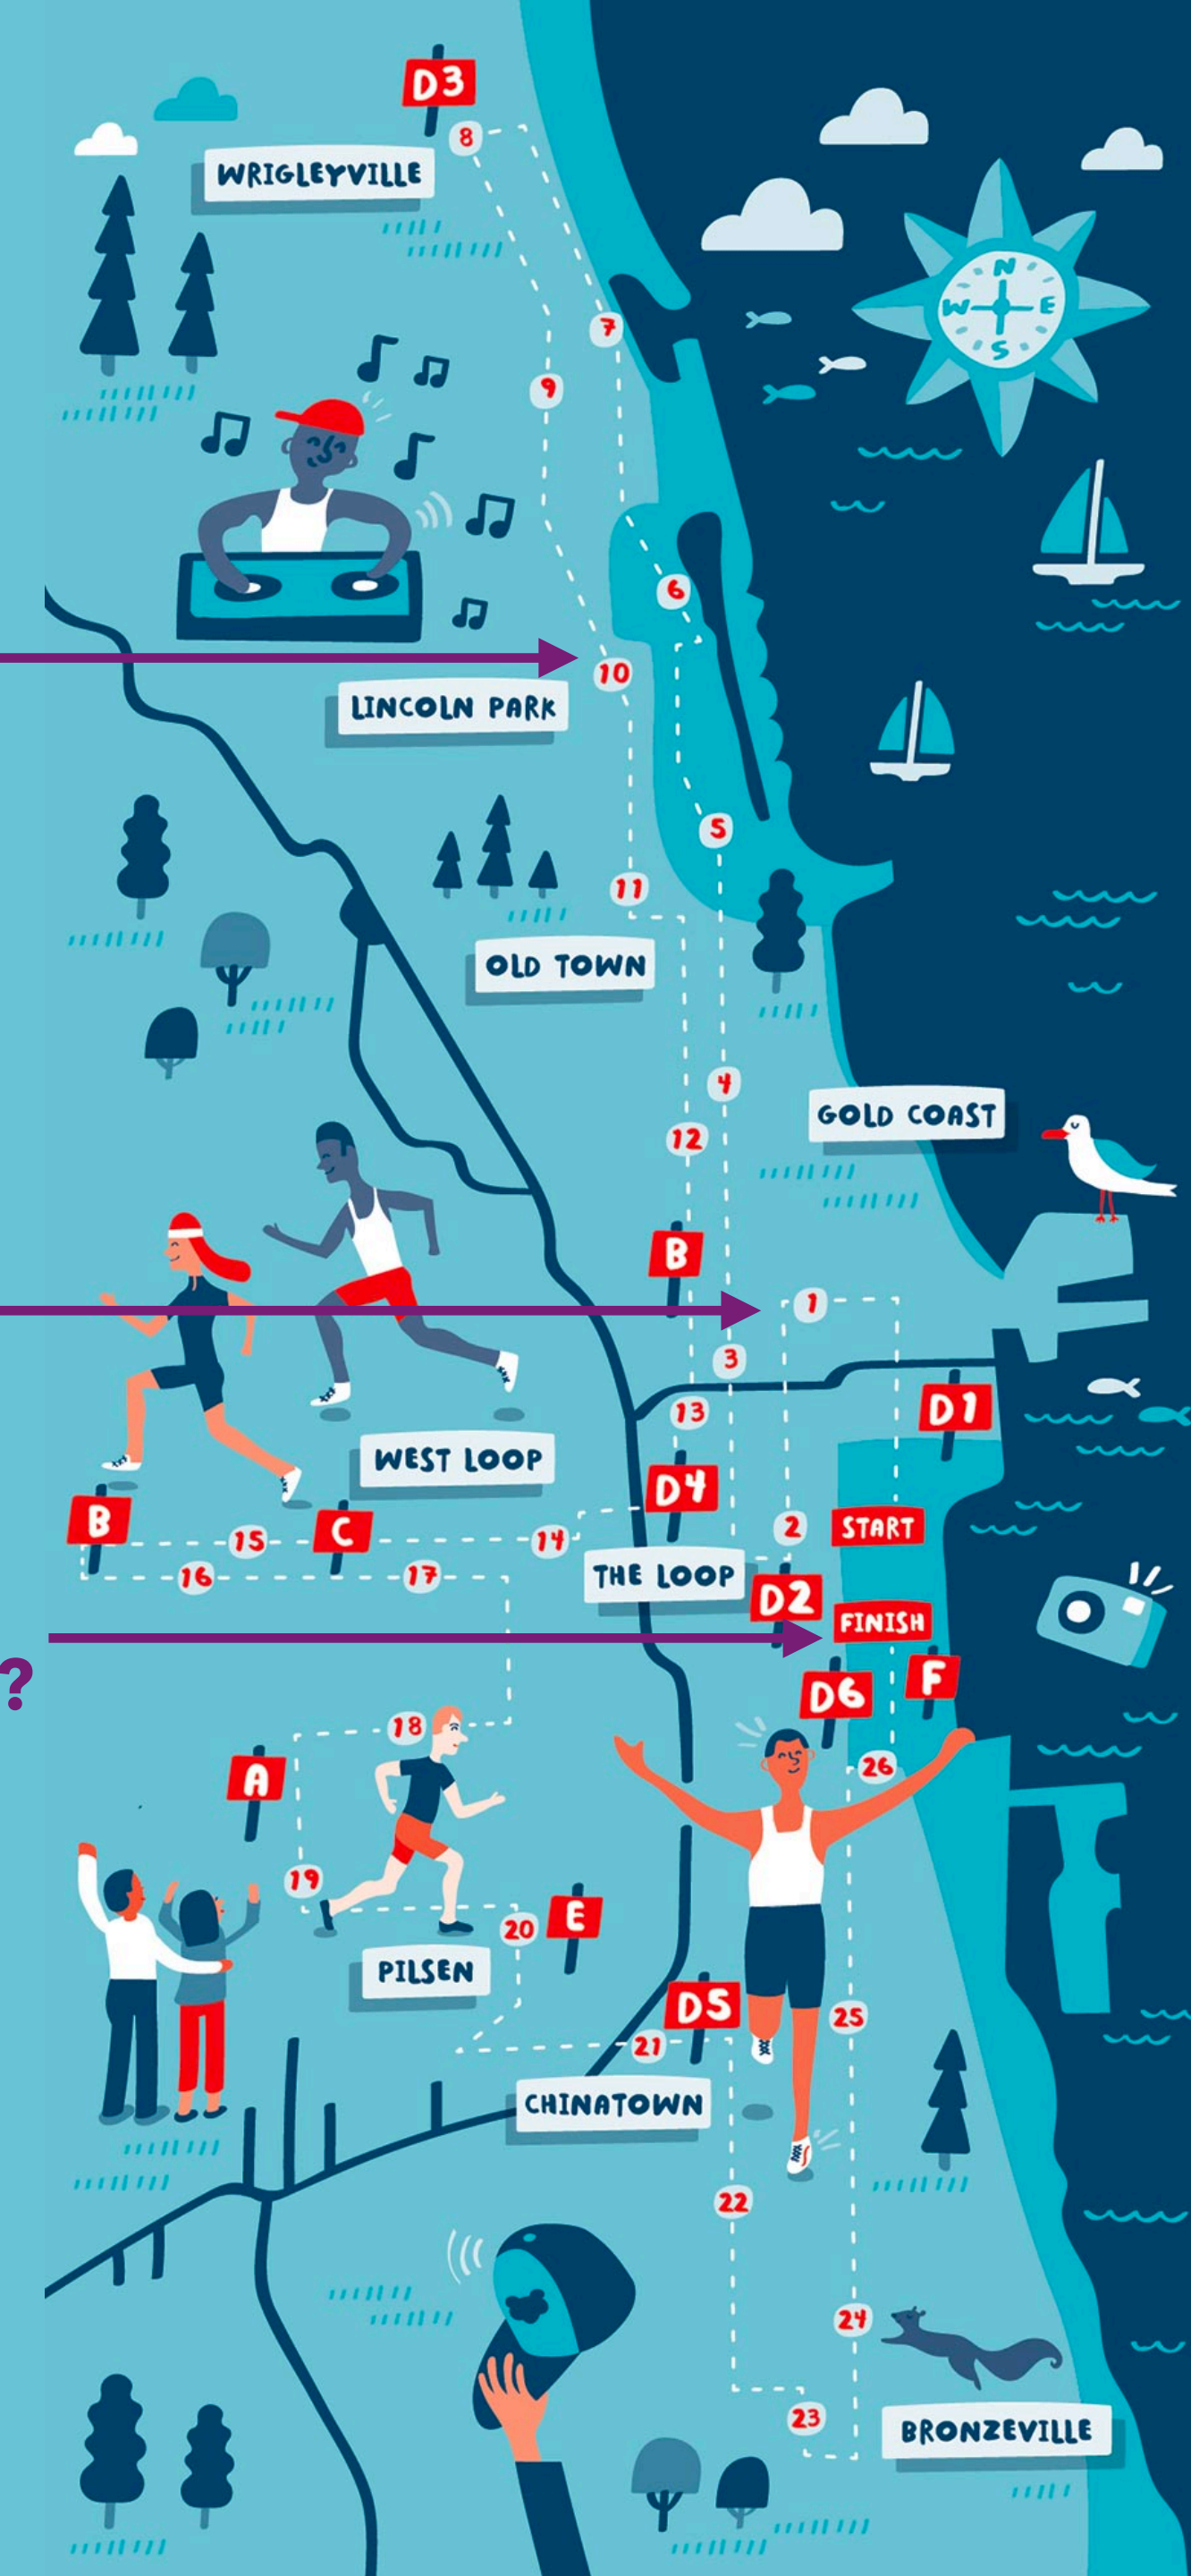 D3
8
WRIGLEYVILLE
N
W E
S
7
9
6
10
LINCOLN PARK
5
11
OLD TOWN
4
GOLD COAST
12
B
1
3
13
D1
WEST LOOP
D4
B
15
C
14
2
START
16
17
THE LOOP
D2
FINISH
?
D6
F
18
26
A
19
20
E
PILSEN
D5
25
21
CHINATOWN
22
24
23
BRONZEVILLE